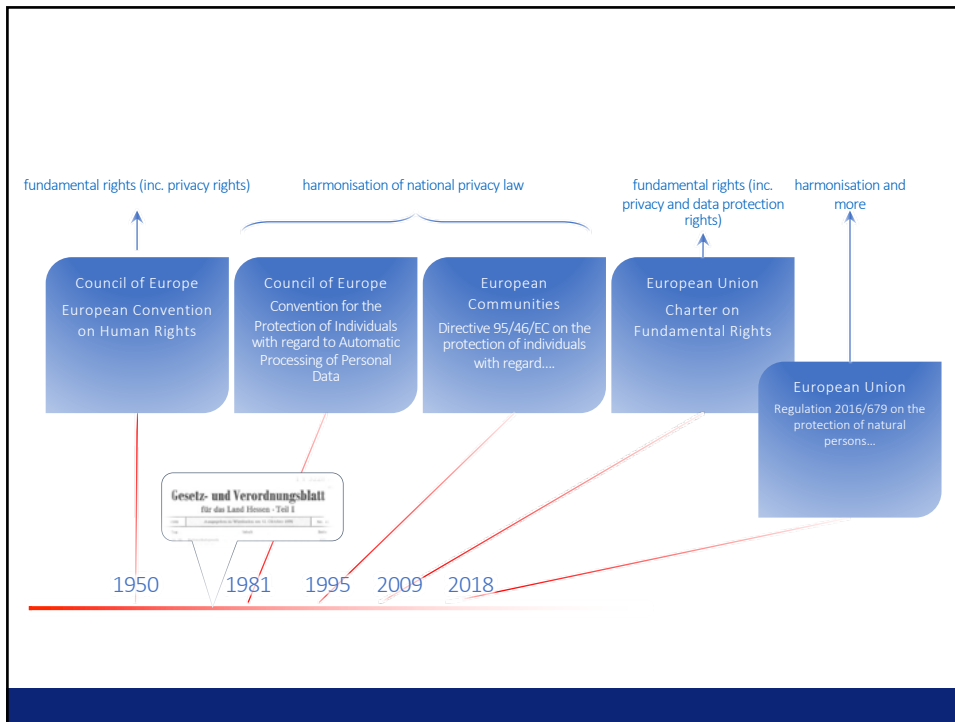 fundamental rights (inc. privacy rights)
harmonisation of national privacy law
fundamental rights (inc.
privacy and data protection
rights)
harmonisation and
more
Council of Europe
European Convention
on Human Rights
Council of Europe
Convention for the
Protection of Individuals
with regard to Automatic
Processing of Personal
Data
European
Communities
Directive 95/46/EC on the
protection of individuals
with regard....
European Union
Charter on
Fundamental Rights
European Union
Regulation 2016/679 on the
protection of natural
persons…
Gesetz- und Verordnungsblatt
für das Land Hessen · Teil I
1950
1981
1995
2009
2018